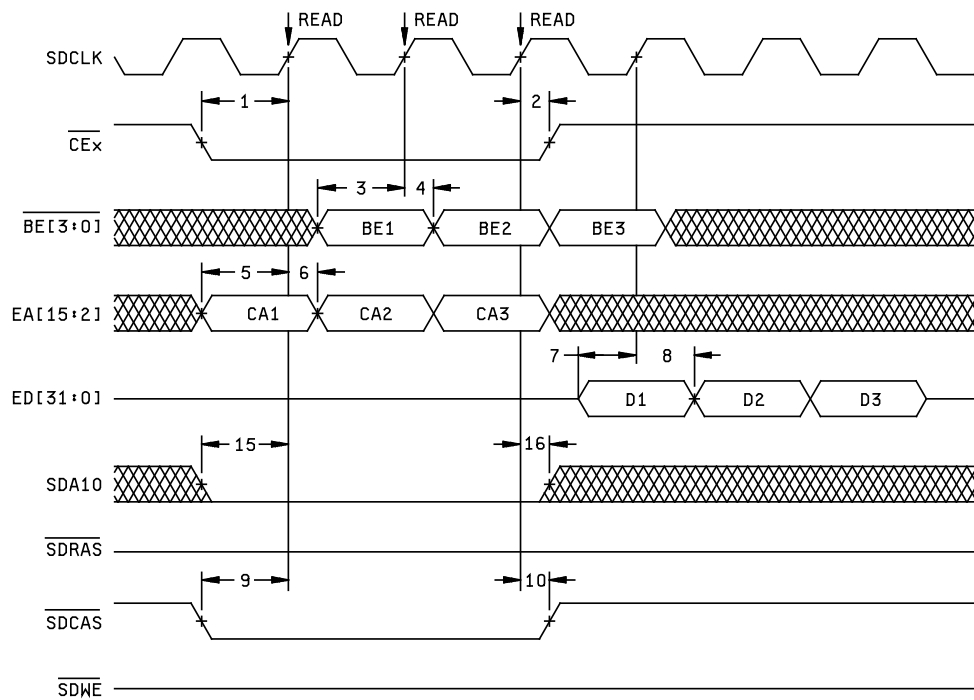 READ READ READ
SDCLK
1 2
CEx
3 4
BE[3:0] BE1 BE2 BE3
5 6
EA[15:2] CA1 CA2 CA3
7 8
ED[31:0] D1 D2 D3
15 16
SDA10
SDRAS
9 10
SDCAS
SDWE